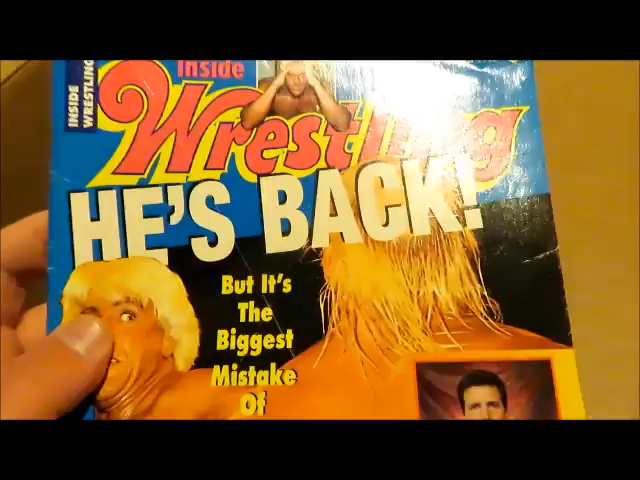 INSIDE
WRESTLING
Inside
Wrestling
HE'S BACK!
But It's
The
Biggest
Mistake
Of